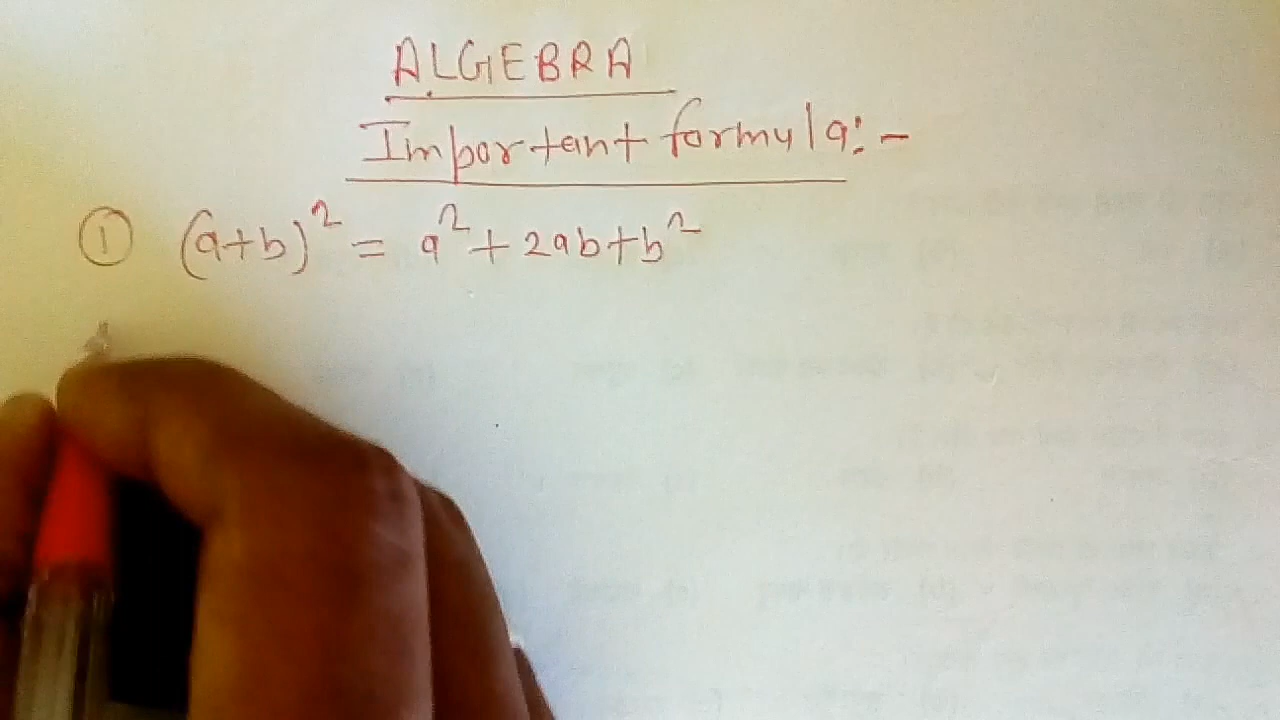 ALGEBRA
Important formula:-
① (a+b)² = a² + 2ab + b²